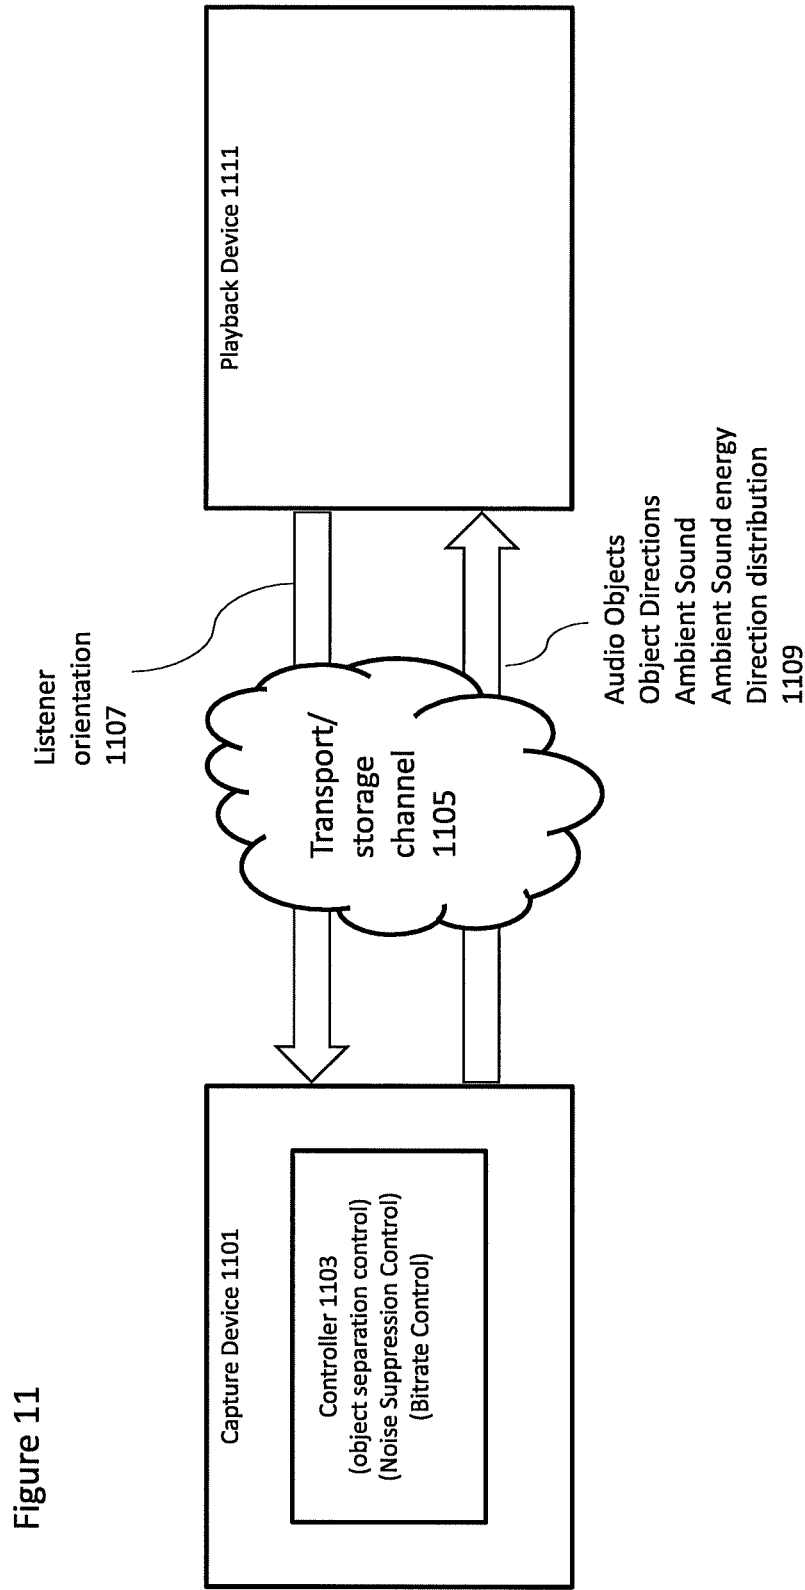 Figure 11
Capture Device 1101
Controller 1103
(object separation control)
(Noise Suppression Control)
(Bitrate Control)
Listener
orientation
1107
Transport/
storage
channel
1105
Playback Device 1111
Audio Objects
Object Directions
Ambient Sound
Ambient Sound energy
Direction distribution
1109